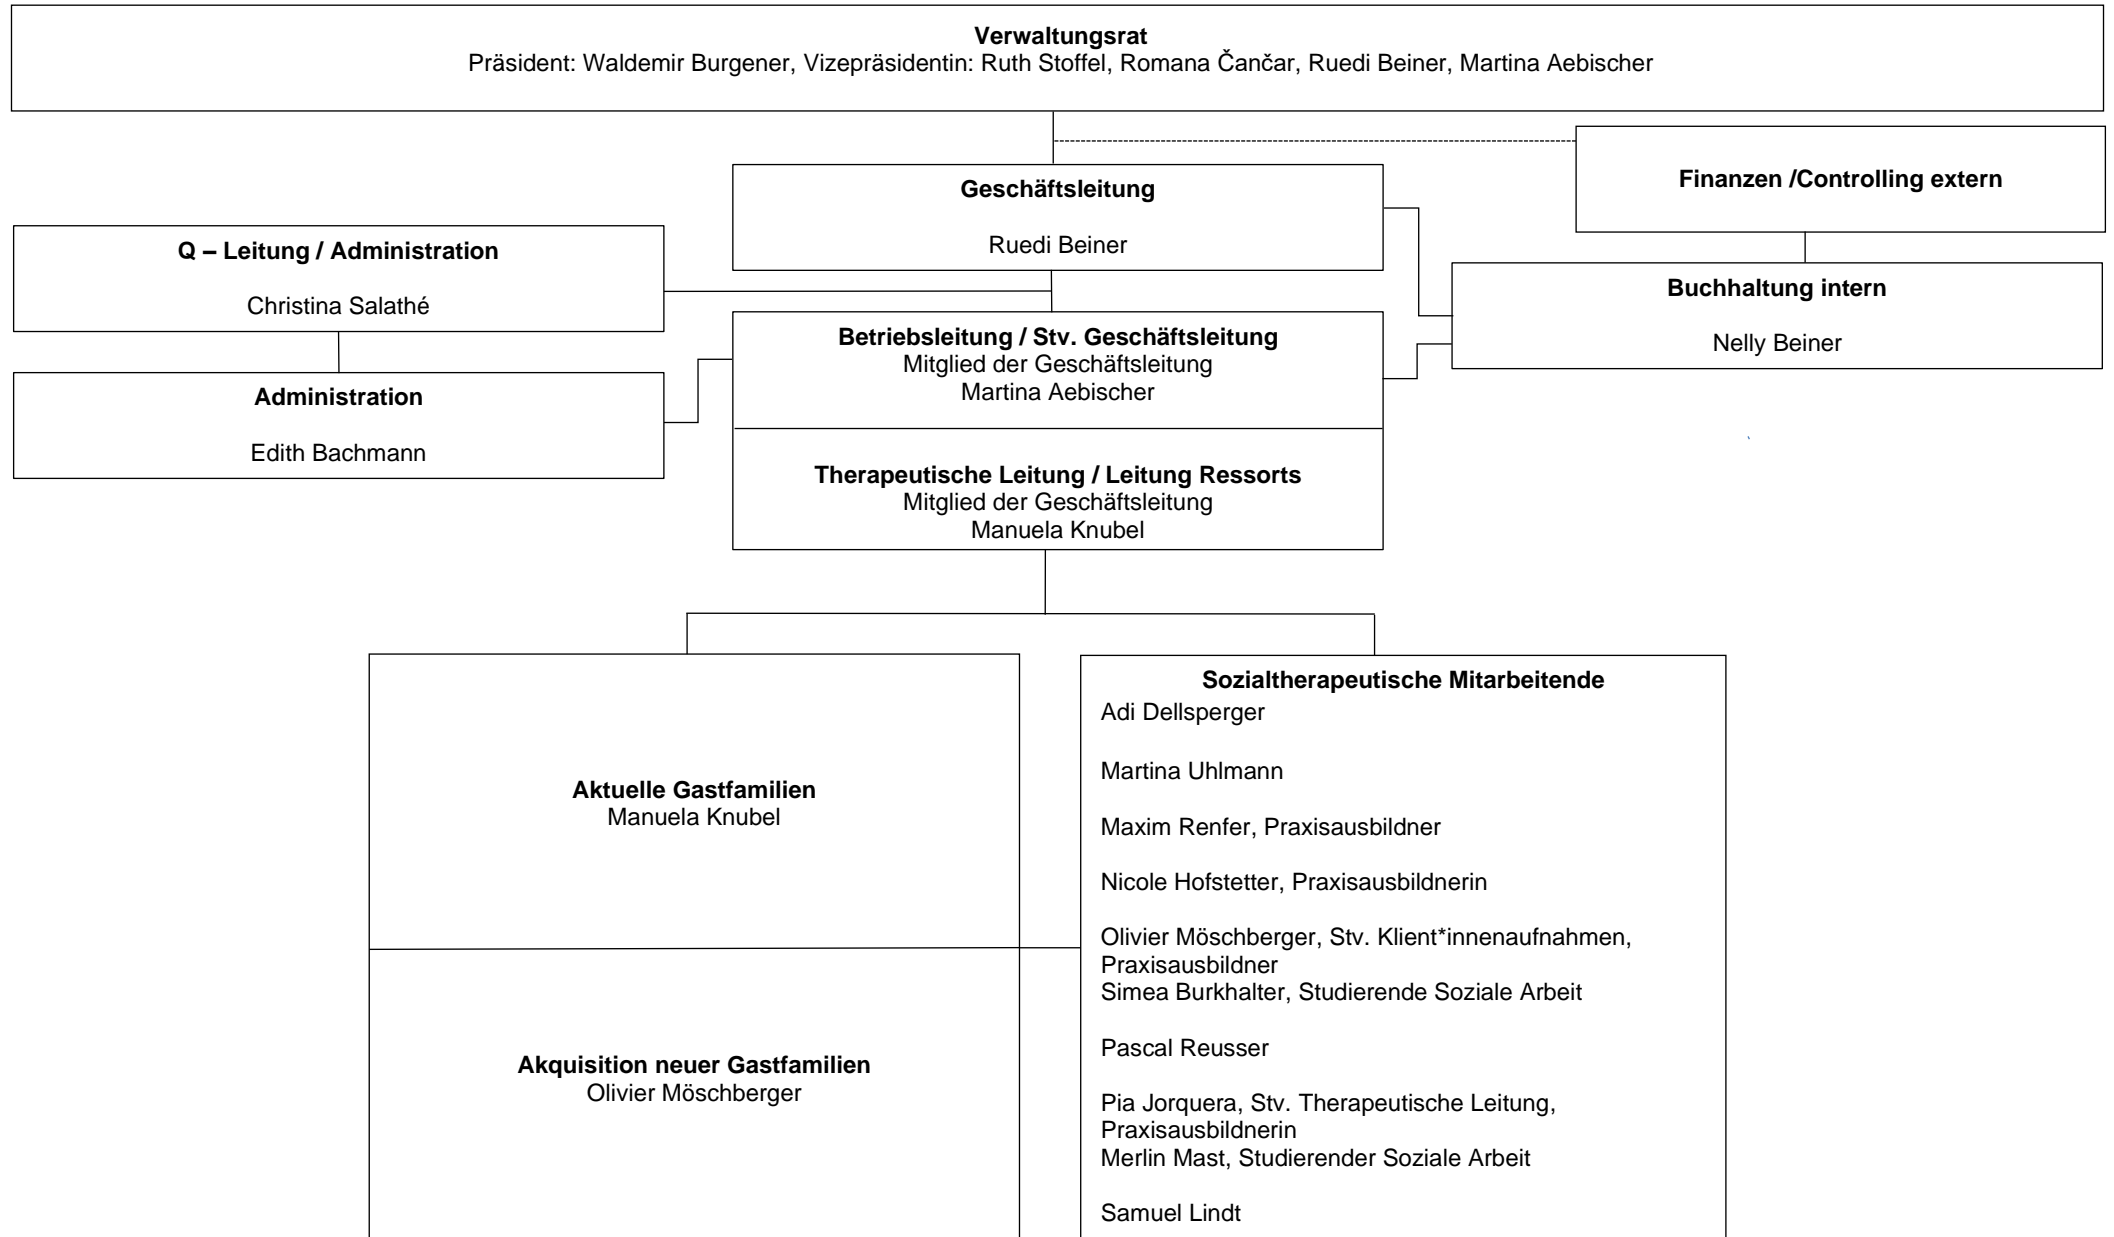 Verwaltungsrat
Präsident: Waldemir Burgener, Vizepräsidentin: Ruth Stoffel, Romana Čančar, Ruedi Beiner, Martina Aebischer
Finanzen /Controlling extern
Geschäftsleitung
Ruedi Beiner
Q – Leitung / Administration
Christina Salathé
Buchhaltung intern
Nelly Beiner
Betriebsleitung / Stv. Geschäftsleitung
Mitglied der Geschäftsleitung
Martina Aebischer
Administration
Edith Bachmann
Therapeutische Leitung / Leitung Ressorts
Mitglied der Geschäftsleitung
Manuela Knubel
Aktuelle Gastfamilien
Manuela Knubel
Akquisition neuer Gastfamilien
Olivier Möschberger
Sozialtherapeutische Mitarbeitende
Adi Dellsperger
Martina Uhlmann
Maxim Renfer, Praxisausbildner
Nicole Hofstetter, Praxisausbildnerin
Olivier Möschberger, Stv. Klient*innenaufnahmen,
Praxisausbildner
Simea Burkhalter, Studierende Soziale Arbeit
Pascal Reusser
Pia Jorquera, Stv. Therapeutische Leitung,
Praxisausbildnerin
Merlin Mast, Studierender Soziale Arbeit
Samuel Lindt